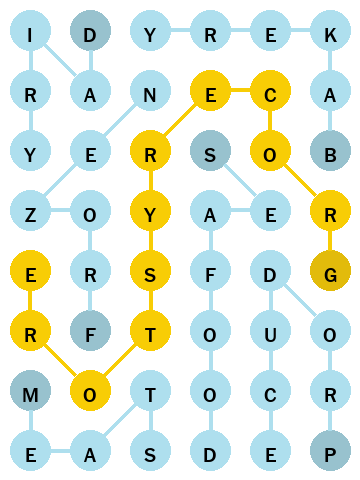 I D Y R E K
R A N E C A
Y E R S O B
Z O Y A E R
E R S F D G
R F T O U O
M O T O C R
E A S D E P